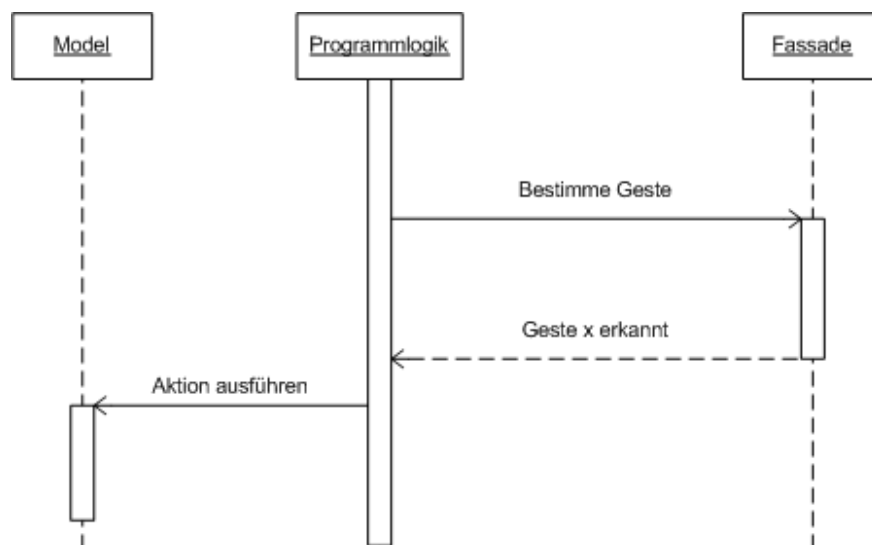 Model
Programmlogik
Fassade
Bestimme Geste
Geste x erkannt
Aktion ausführen